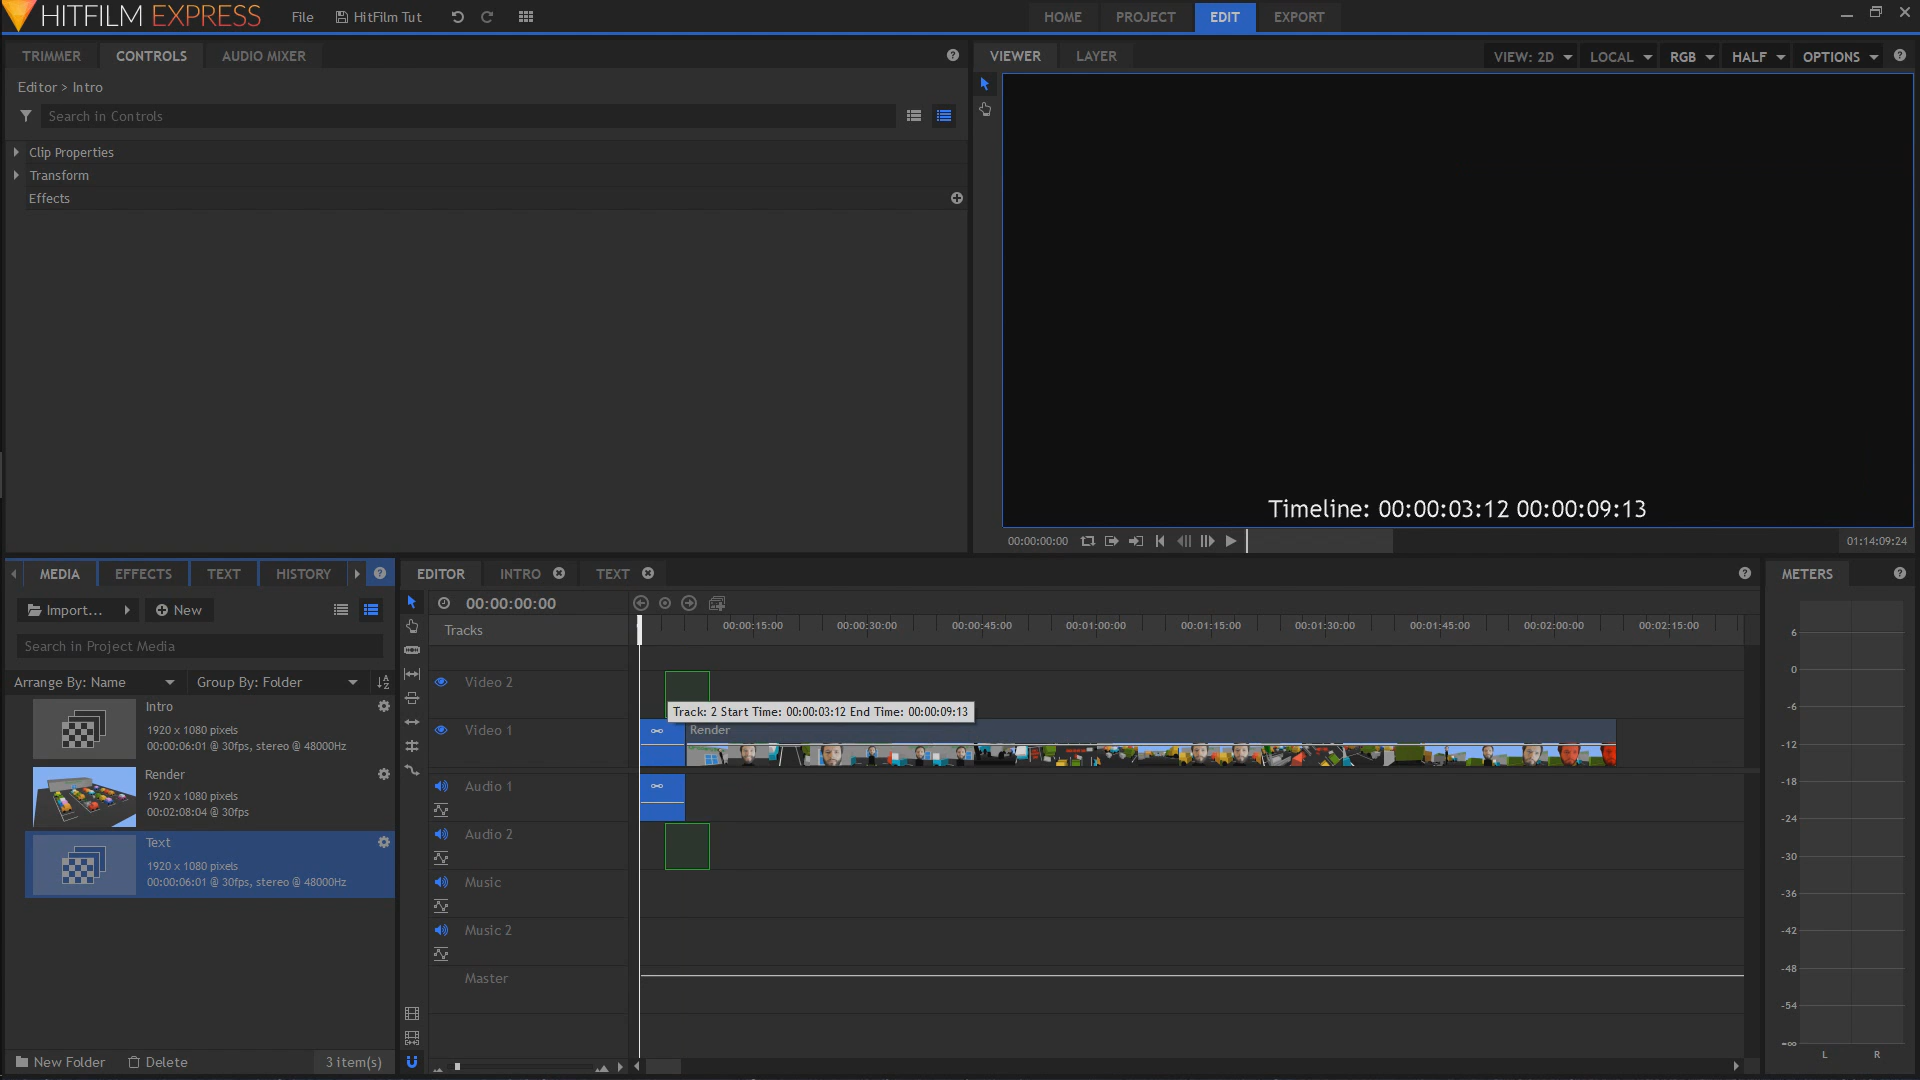 HITFILM EXPRESS File HitFilm Tut HOME PROJECT EDIT EXPORT
TRIMMER CONTROLS AUDIO MIXER
Editor > Intro
Search in Controls
Clip Properties
Transform
Effects
VIEWER LAYER VIEW: 2D LOCAL RGB HALF OPTIONS
Timeline: 00:00:03:12 00:00:09:13
00:00:00:00 01:14:09:24
MEDIA EFFECTS TEXT HISTORY
Import... New
Search in Project Media
Arrange By: Name Group By: Folder
Intro
1920 x 1080 pixels
00:00:06:01 @ 30fps, stereo @ 48000Hz
Render
1920 x 1080 pixels
00:02:08:04 @ 30fps
Text
1920 x 1080 pixels
00:00:06:01 @ 30fps, stereo @ 48000Hz
New Folder Delete 3 item(s)
EDITOR INTRO TEXT
00:00:00:00
Tracks 00:00:15:00 00:00:30:00 00:00:45:00 00:01:00:00 00:01:15:00 00:01:30:00 00:01:45:00 00:02:00:00 00:02:15:00
Video 2
Track: 2 Start Time: 00:00:03:12 End Time: 00:00:09:13
Video 1 Render
Audio 1
Audio 2
Music
Music 2
Master
METERS
6
0
-6
-12
-18
-24
-30
-36
-42
-48
-54
-∞
L R